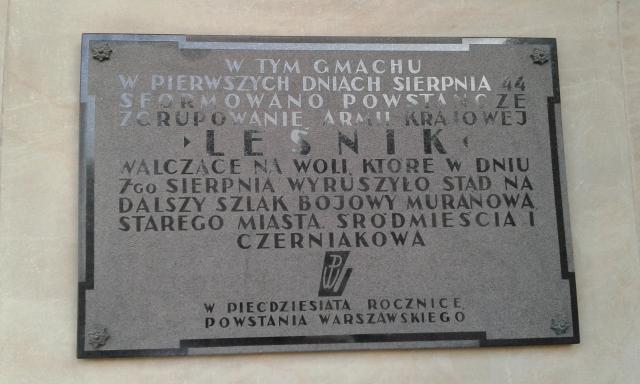 W TYM GMACHU
W PIERWSZYCH DNIACH SIERPNIA 44
SFORMOWANO POWSTAŃCZE
ZGRUPOWANIE ARMII KRAJOWEJ
LEŚNIK
WALCZĄCE NA WOLI, KTÓRE W DNIU
7GO SIERPNIA WYRUSZYŁO STĄD NA
DALSZY SZLAK BOJOWY MURANOWA,
STAREGO MIASTA, ŚRÓDMIEŚCIA I
CZERNIAKOWA
PW
W PIĘĆDZIESIĄTĄ ROCZNICĘ
POWSTANIA WARSZAWSKIEGO